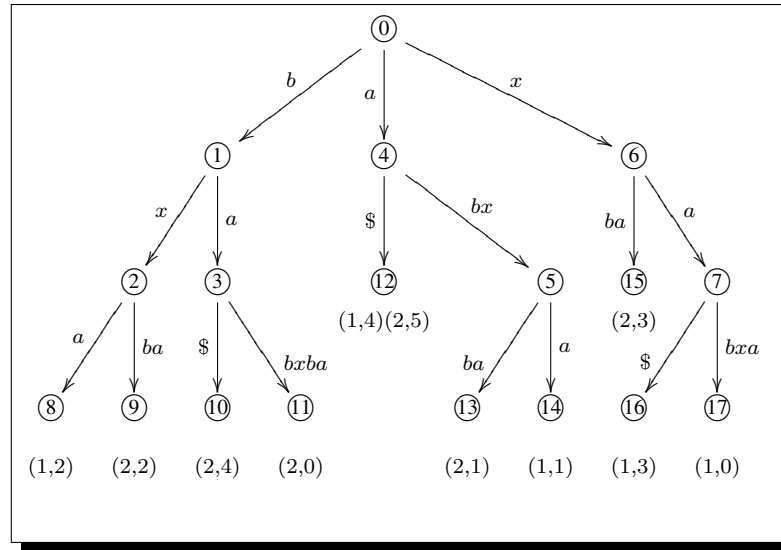 0
b a x
1 4 6
x a $ bx ba a
2 3 12 5 15 7
(1,4)(2,5) (2,3)
a ba $ bxba ba a $ bxa
8 9 10 11 13 14 16 17
(1,2) (2,2) (2,4) (2,0) (2,1) (1,1) (1,3) (1,0)